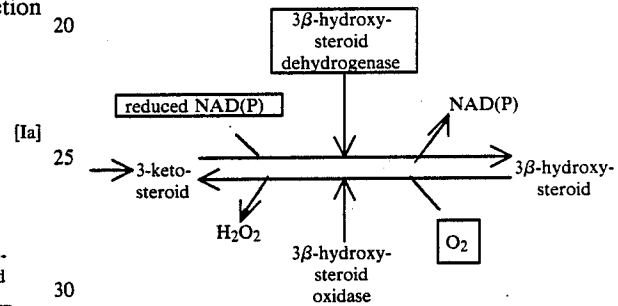 ction
20
3β-hydroxy-
steroid
dehydrogenase
reduced NAD(P)
NAD(P)
[Ia]
25
3-keto-
steroid
3β-hydroxy-
steroid
H₂O₂
O₂
3β-hydroxy-
steroid
oxidase
-
d
30